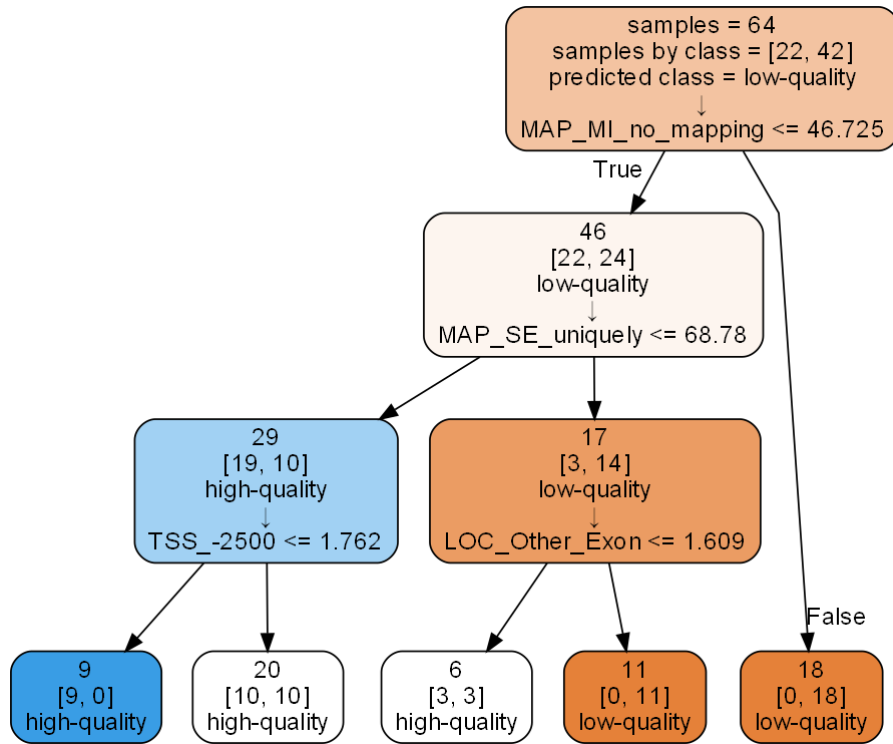 samples = 64
samples by class = [22, 42]
predicted class = low-quality
↓
MAP_MI_no_mapping <= 46.725
True
46
[22, 24]
low-quality
↓
MAP_SE_uniquely <= 68.78
29
[19, 10]
high-quality
↓
TSS_-2500 <= 1.762
17
[3, 14]
low-quality
↓
LOC_Other_Exon <= 1.609
False
9
[9, 0]
high-quality
20
[10, 10]
high-quality
6
[3, 3]
high-quality
11
[0, 11]
low-quality
18
[0, 18]
low-quality